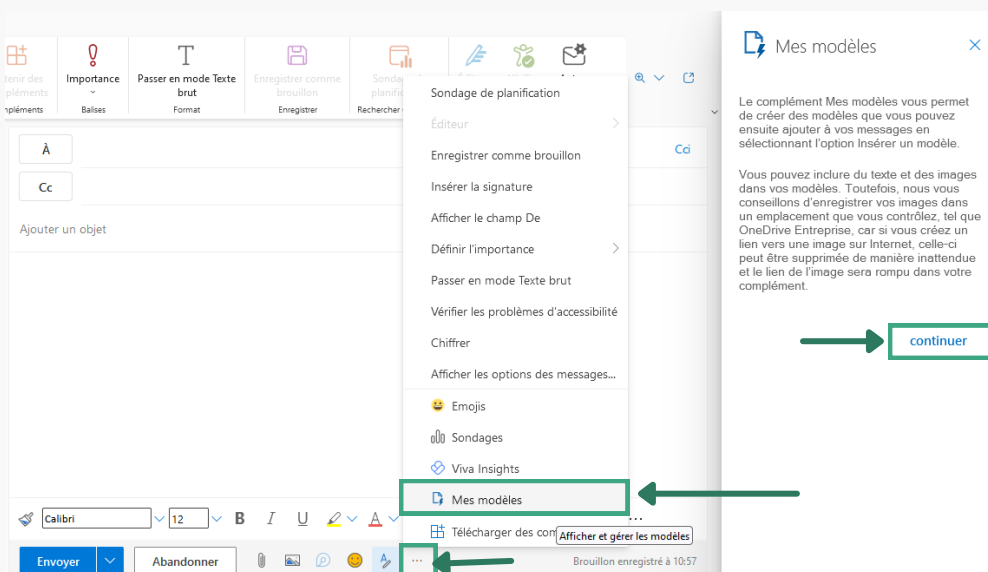 Importance
Balises
Passer en mode Texte
brut
Format
Enregistrer comme
brouillon
Enregistrer
Rechercher
À
Cci
Cc
Ajouter un objet
Sondage de planification
Éditeur
Enregistrer comme brouillon
Insérer la signature
Afficher le champ De
Définir l'importance
Passer en mode Texte brut
Vérifier les problèmes d'accessibilité
Chiffrer
Afficher les options des messages...
Emojis
Sondages
Viva Insights
Mes modèles
Télécharger des com
Afficher et gérer les modèles
Calibri
12
B I U A
Envoyer
Abandonner
Brouillon enregistré à 10:57
Mes modèles
Le complément Mes modèles vous permet
de créer des modèles que vous pouvez
ensuite ajouter à vos messages en
sélectionnant l'option Insérer un modèle.
Vous pouvez inclure du texte et des images
dans vos modèles. Toutefois, nous vous
conseillons d'enregistrer vos images dans
un emplacement que vous contrôlez, tel que
OneDrive Entreprise, car si vous créez un
lien vers une image sur Internet, celle-ci
peut être supprimée de manière inattendue
et le lien de l'image sera rompu dans votre
complément.
continuer